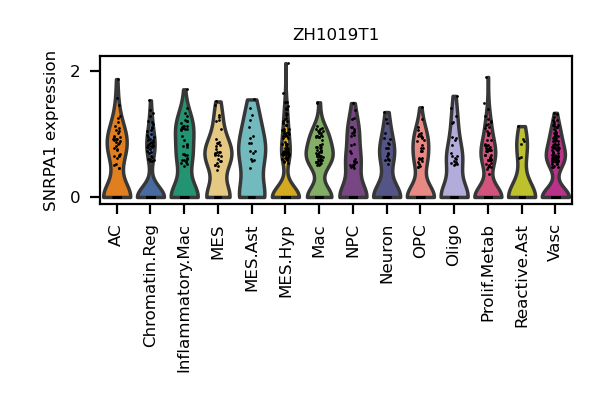 ZH1019T1
SNRPA1 expression
2
0
AC
Chromatin.Reg
Inflammatory.Mac
MES
MES.Ast
MES.Hyp
Mac
NPC
Neuron
OPC
Oligo
Prolif.Metab
Reactive.Ast
Vasc